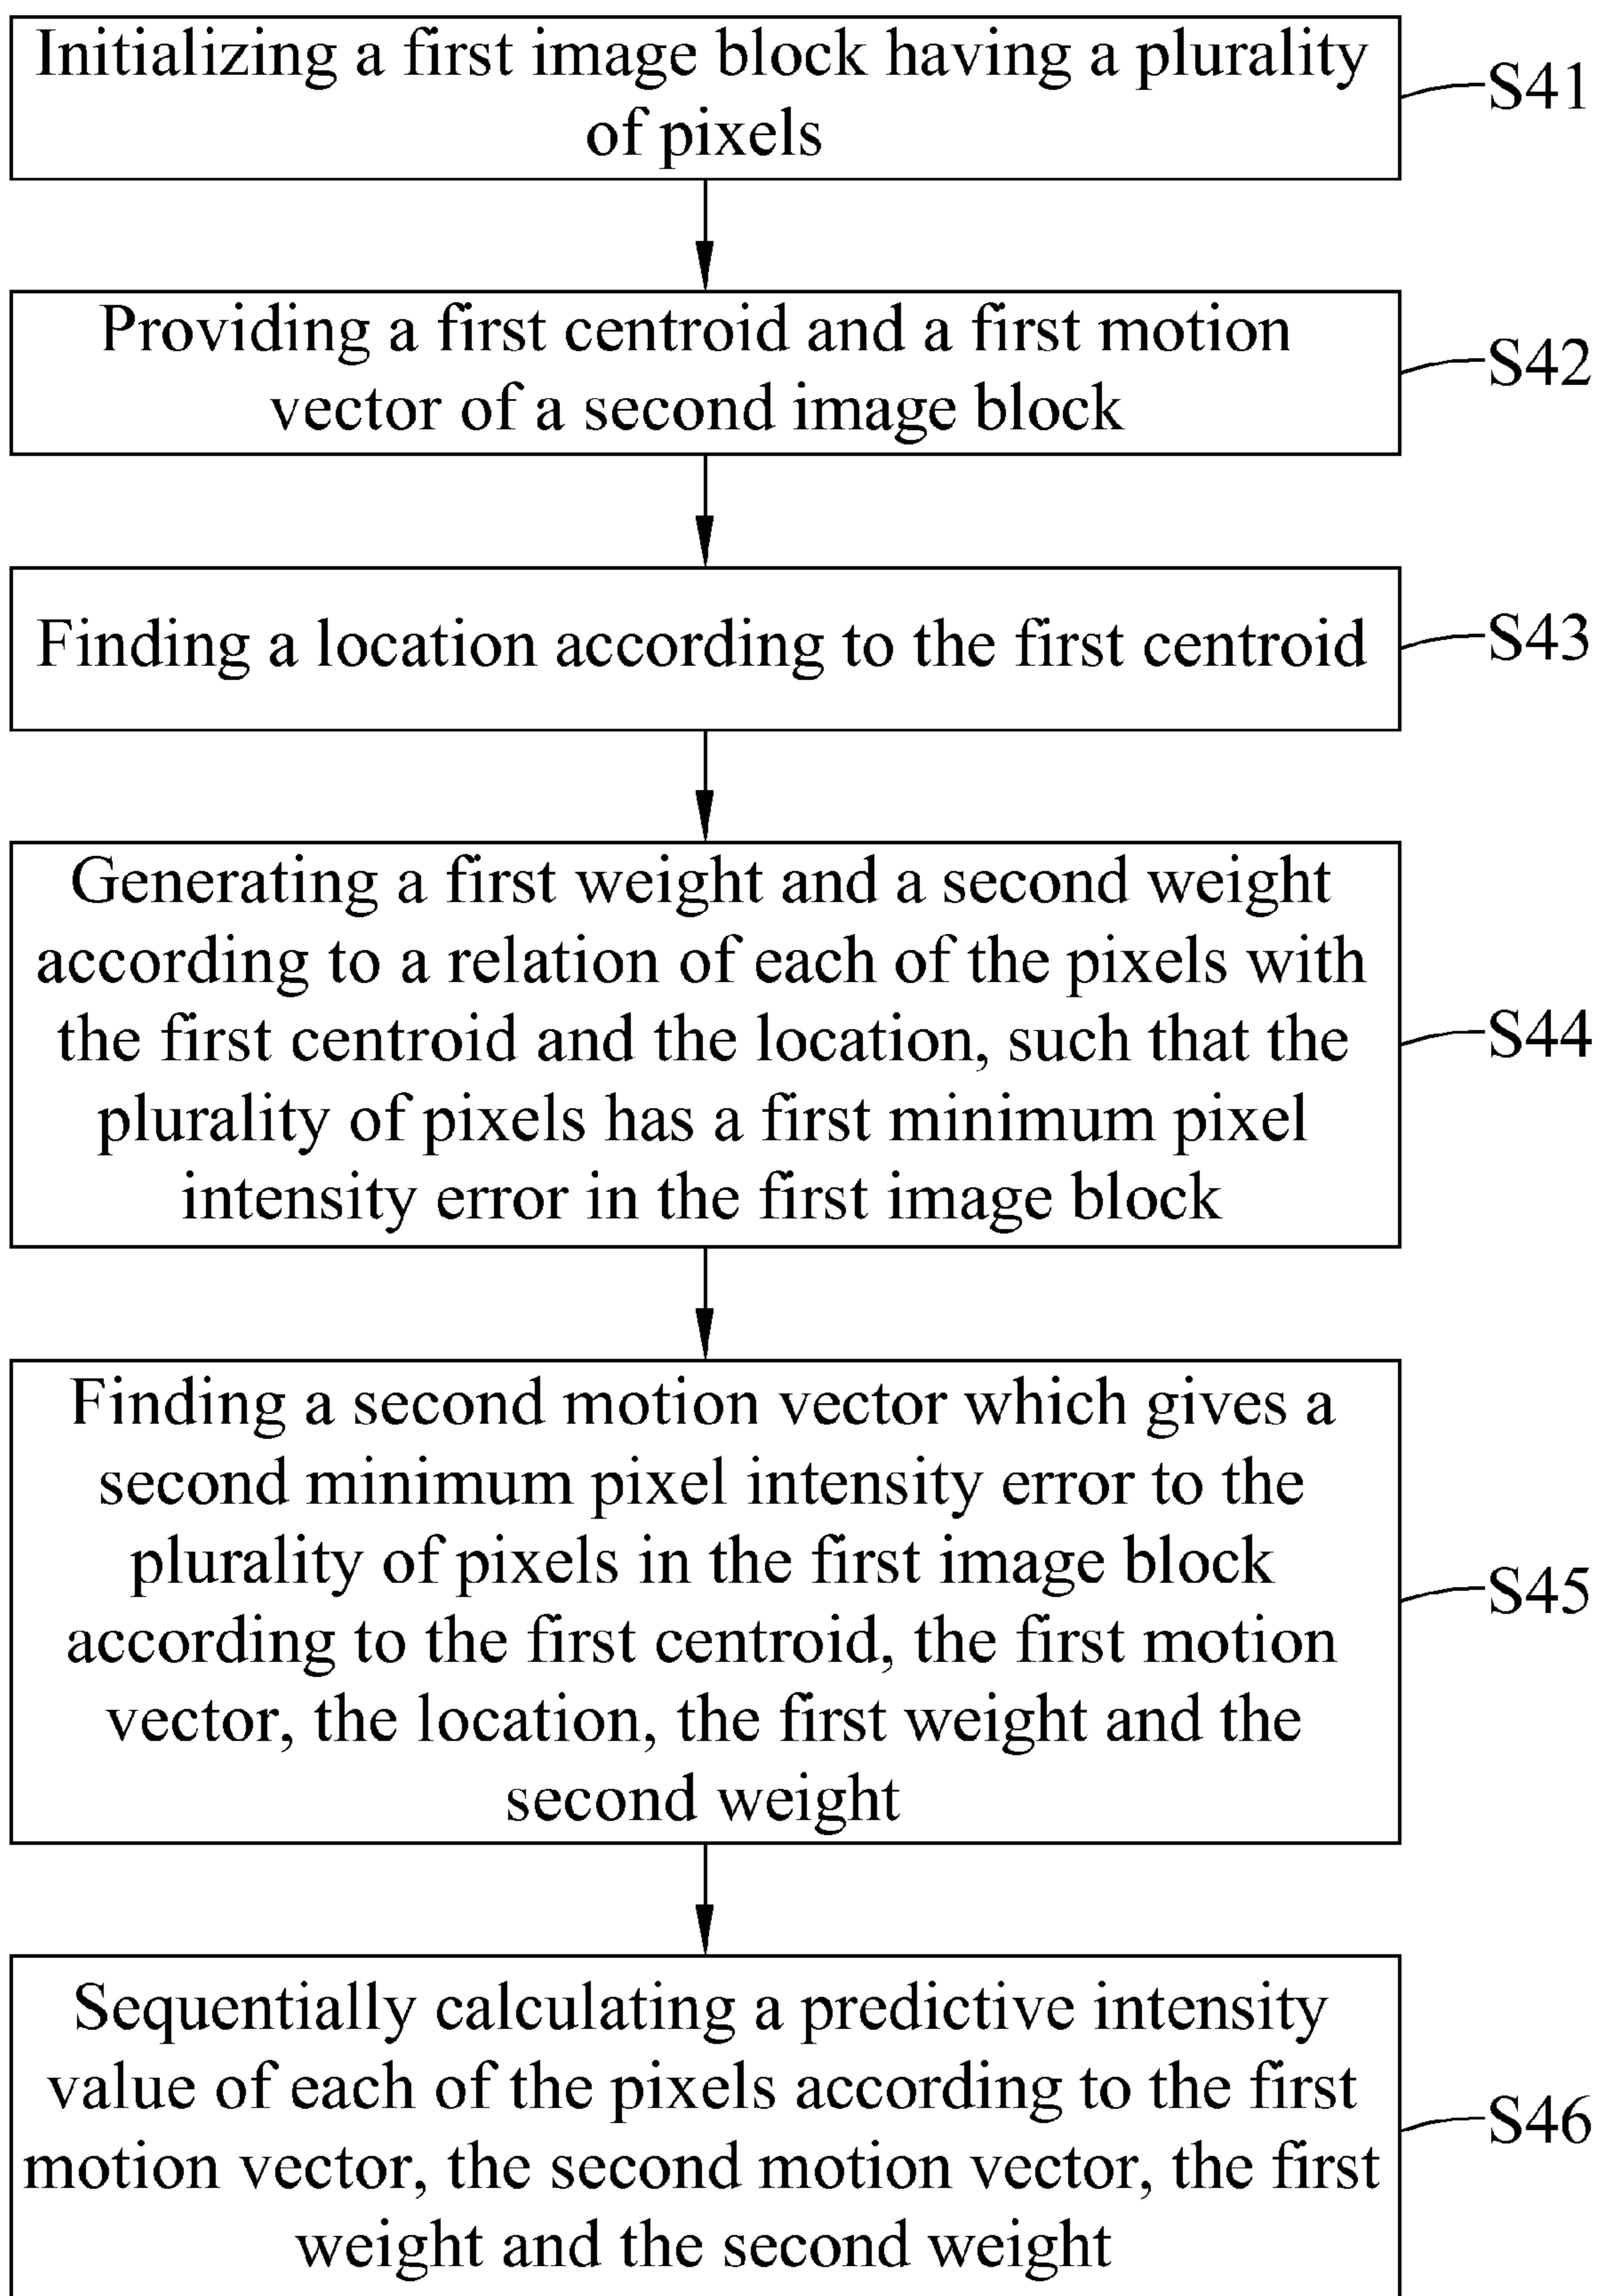 Initializing a first image block having a plurality
of pixels
S41
Providing a first centroid and a first motion
vector of a second image block
S42
Finding a location according to the first centroid
S43
Generating a first weight and a second weight
according to a relation of each of the pixels with
the first centroid and the location, such that the
plurality of pixels has a first minimum pixel
intensity error in the first image block
S44
Finding a second motion vector which gives a
second minimum pixel intensity error to the
plurality of pixels in the first image block
according to the first centroid, the first motion
vector, the location, the first weight and the
second weight
S45
Sequentially calculating a predictive intensity
value of each of the pixels according to the first
motion vector, the second motion vector, the first
weight and the second weight
S46